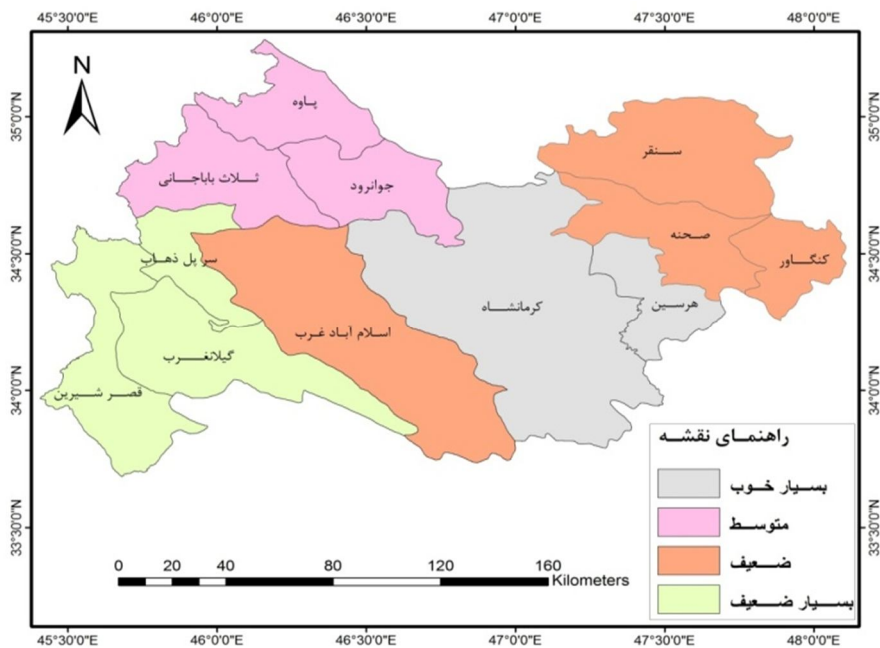 45°30'0"E
46°0'0"E
46°30'0"E
47°0'0"E
47°30'0"E
48°0'0"E
N
35°0'0"N
34°30'0"N
34°0'0"N
33°30'0"N
35°0'0"N
34°30'0"N
34°0'0"N
33°30'0"N
پاوه
سنقر
ثلاث باباجانی
جوانرود
صحنه
کنگاور
سر پل ذهاب
هرسین
کرمانشاه
اسلام آباد غرب
گیلانغرب
قصر شیرین
راهنمای نقشه
بسیار خوب
متوسط
ضعیف
بسیار ضعیف
0 20 40 80 120 160
Kilometers
45°30'0"E
46°0'0"E
46°30'0"E
47°0'0"E
47°30'0"E
48°0'0"E